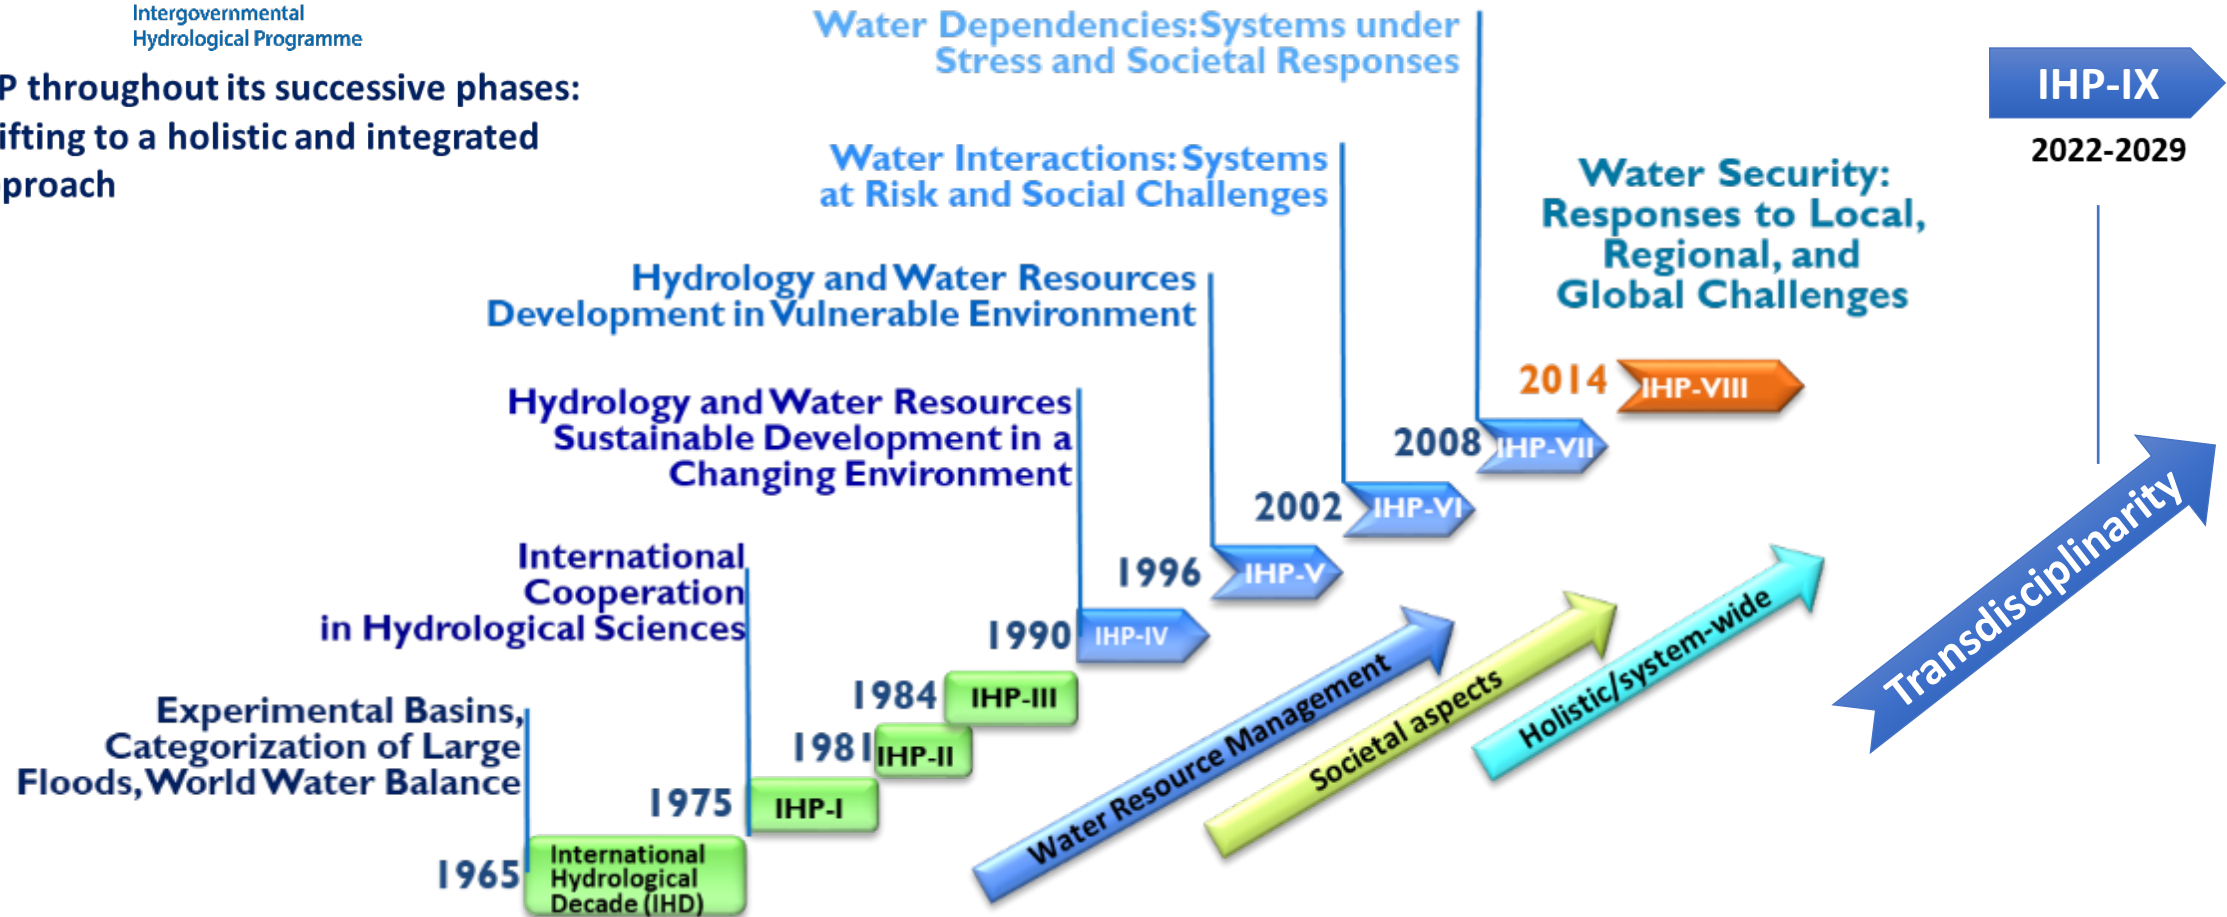 Intergovernmental
Hydrological Programme
P throughout its successive phases:
ifting to a holistic and integrated
proach
Water Dependencies: Systems under
Stress and Societal Responses
IHP-IX
2022-2029
Water Interactions: Systems
at Risk and Social Challenges
Water Security:
Responses to Local,
Regional, and
Global Challenges
Hydrology and Water Resources
Development in Vulnerable Environment
2014
IHP-VIII
Hydrology and Water Resources
Sustainable Development in a
Changing Environment
2008
IHP-VII
2002
IHP-VI
International
Cooperation
in Hydrological Sciences
1996
IHP-V
1990
IHP-IV
1984
IHP-III
Experimental Basins,
Categorization of Large
Floods, World Water Balance
1981
IHP-II
1975
IHP-I
1965
International
Hydrological
Decade (IHD)
Water Resource Management
Societal aspects
Holistic/system-wide
Transdisciplinarity